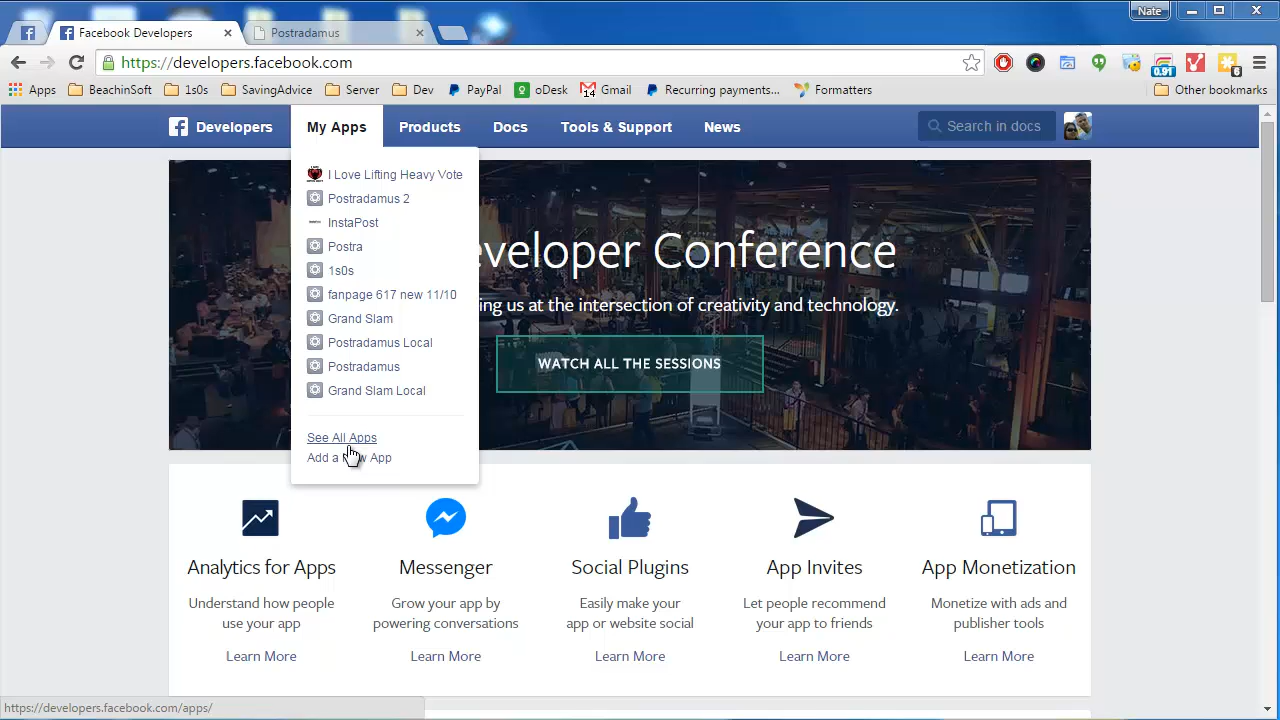 Nate
Facebook Developers
Postradamus
https://developers.facebook.com
0.91
6
Apps
BeachinSoft
1s0s
SavingAdvice
Server
Dev
PayPal
oDesk
14
Gmail
Recurring payments...
Formatters
Other bookmarks
Developers
My Apps
Products
Docs
Tools & Support
News
Search in docs
I Love Lifting Heavy Vote
Postradamus 2
InstaPost
Postra
1s0s
fanpage 617 new 11/10
Grand Slam
Postradamus Local
Postradamus
Grand Slam Local
See All Apps
Add a App
eveloper Conference
ing us at the intersection of creativity and technology.
WATCH ALL THE SESSIONS
Analytics for Apps
Understand how people
use your app
Learn More
Messenger
Grow your app by
powering conversations
Learn More
Social Plugins
Easily make your
app or website social
Learn More
App Invites
Let people recommend
your app to friends
Learn More
App Monetization
Monetize with ads and
publisher tools
Learn More
https://developers.facebook.com/apps/